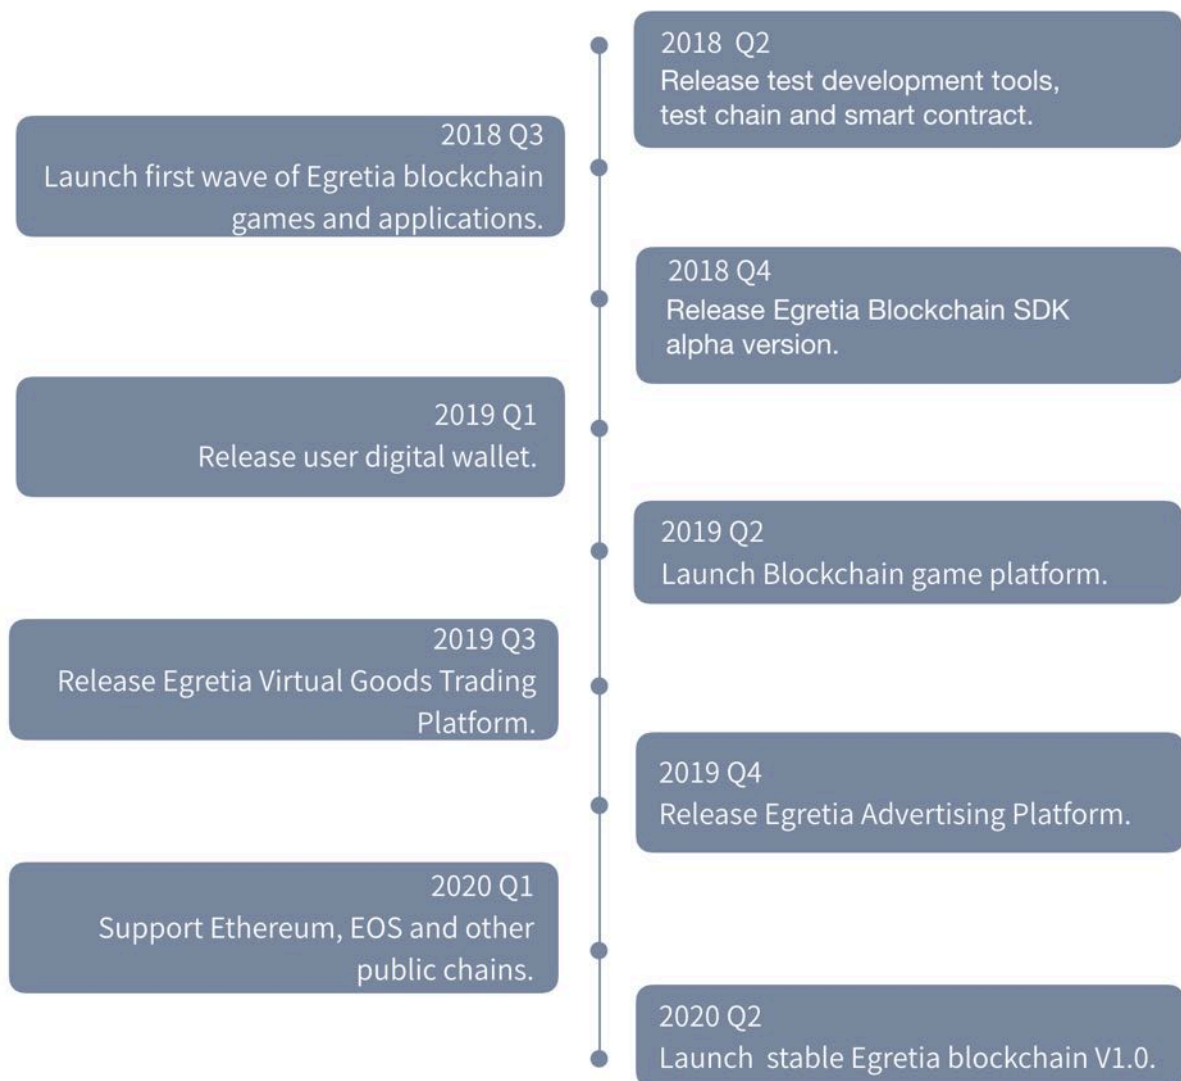 2018 Q2
Release test development tools,
test chain and smart contract.
2018 Q3
Launch first wave of Egretia blockchain
games and applications.
2018 Q4
Release Egretia Blockchain SDK
alpha version.
2019 Q1
Release user digital wallet.
2019 Q2
Launch Blockchain game platform.
2019 Q3
Release Egretia Virtual Goods Trading
Platform.
2019 Q4
Release Egretia Advertising Platform.
2020 Q1
Support Ethereum, EOS and other
public chains.
2020 Q2
Launch stable Egretia blockchain V1.0.